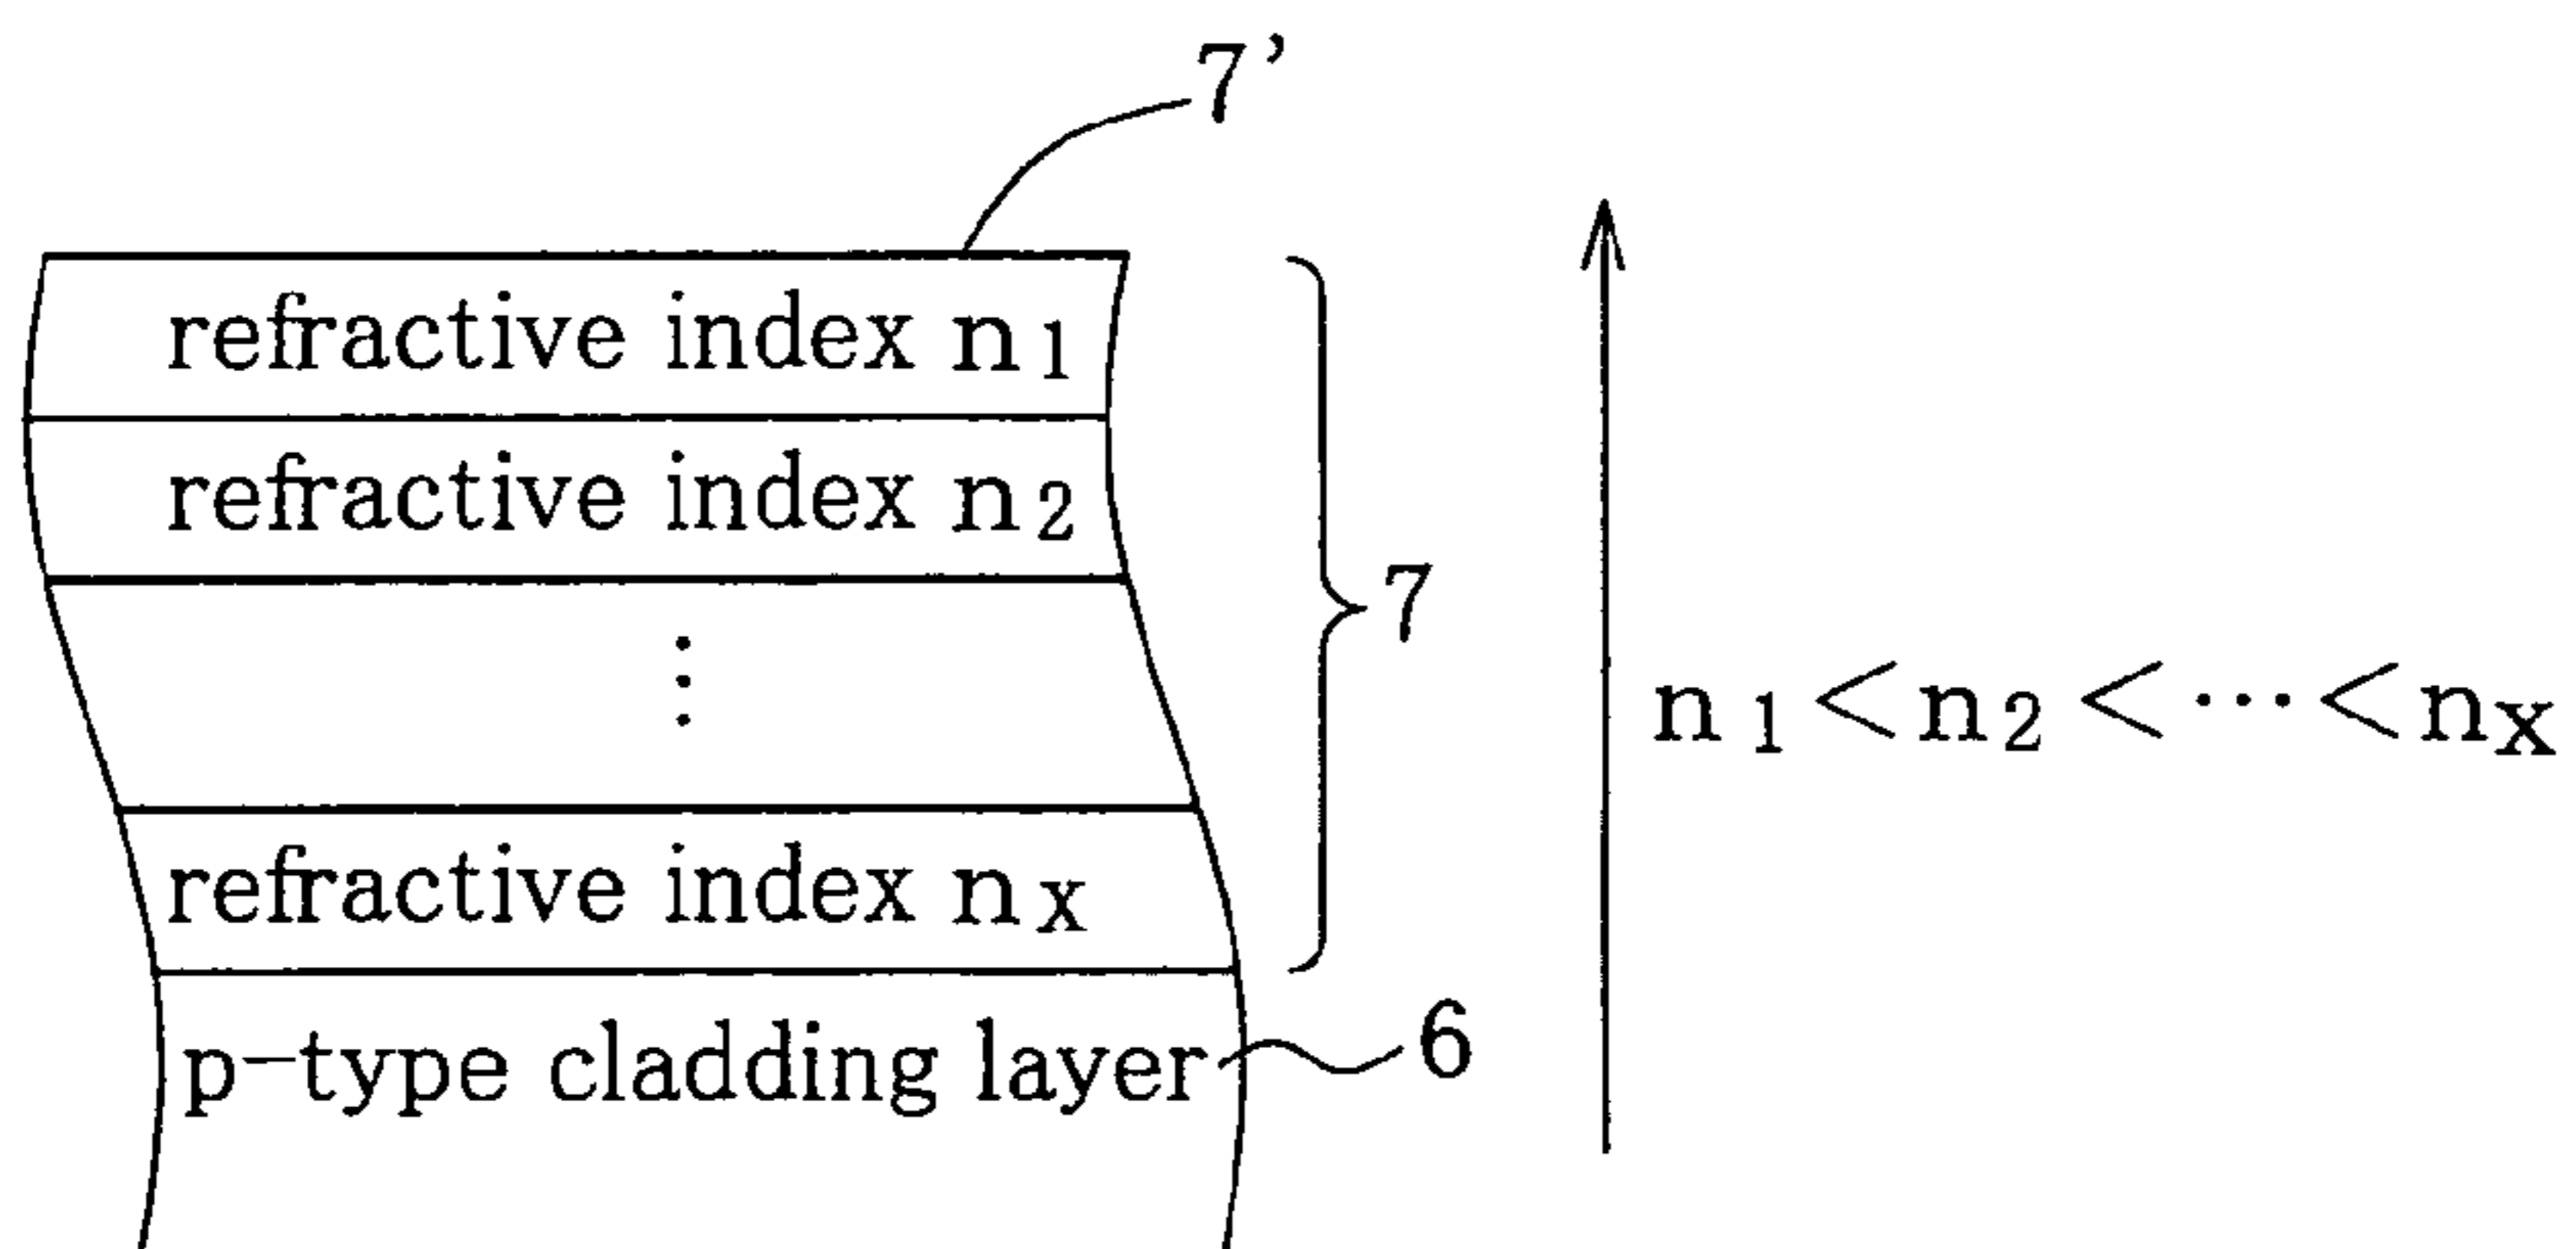 7’
refractive index n1
refractive index n2
⋮
7
n1<n2<···<nx
refractive index nx
p-type cladding layer
6